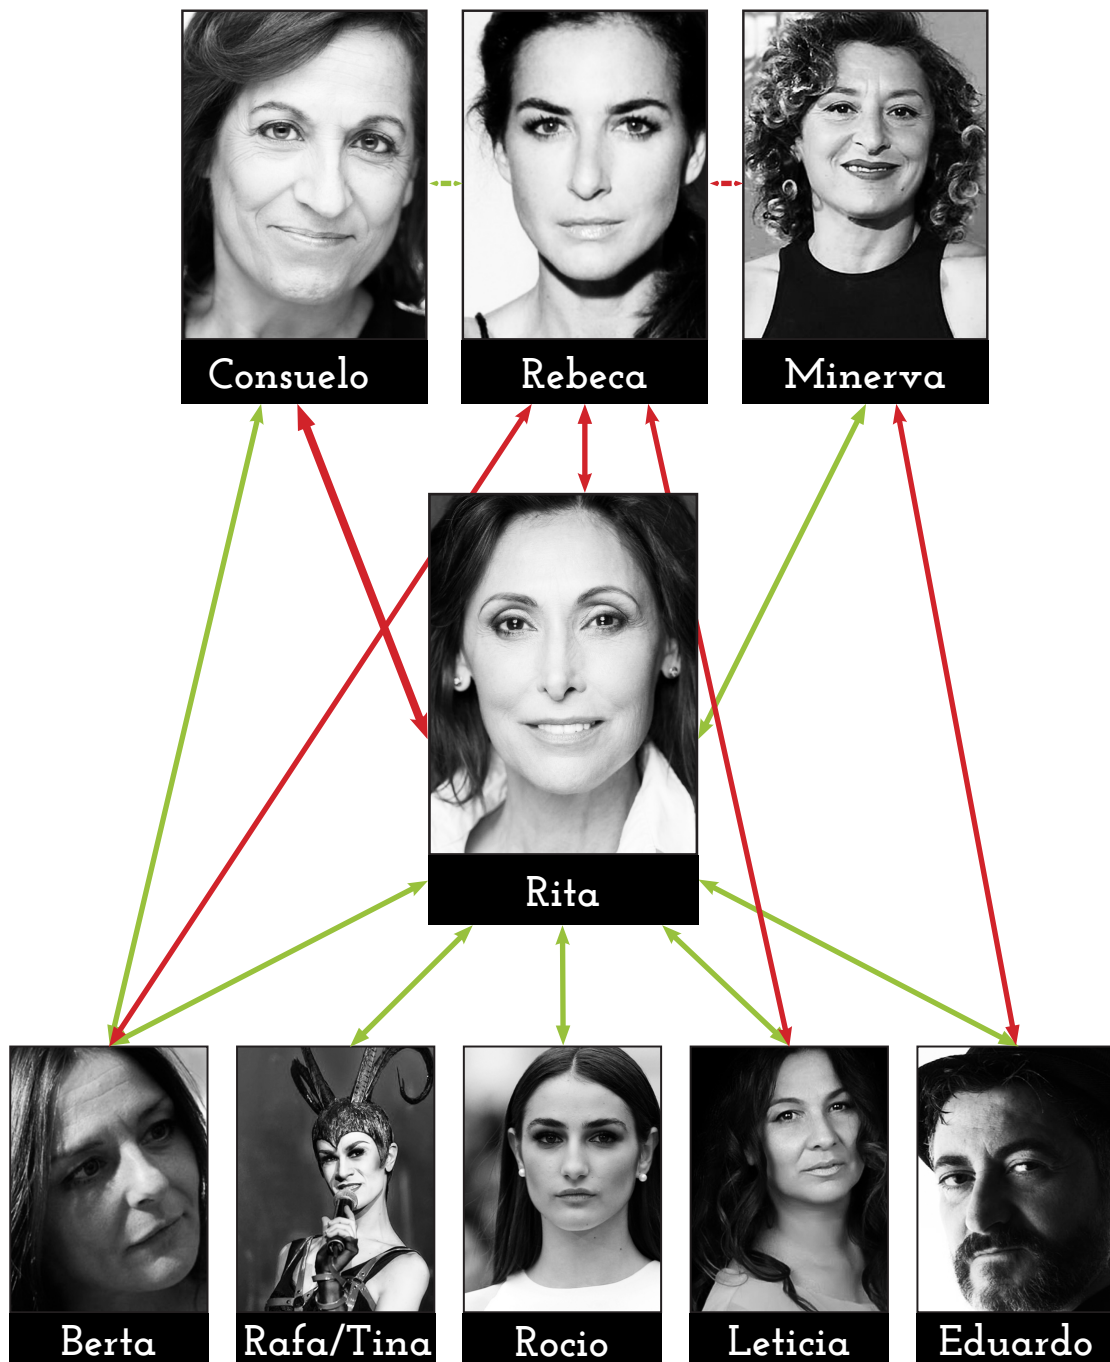 Consuelo
Rebeca
Minerva
Rita
Berta
Rafa/Tina
Rocio
Leticia
Eduardo